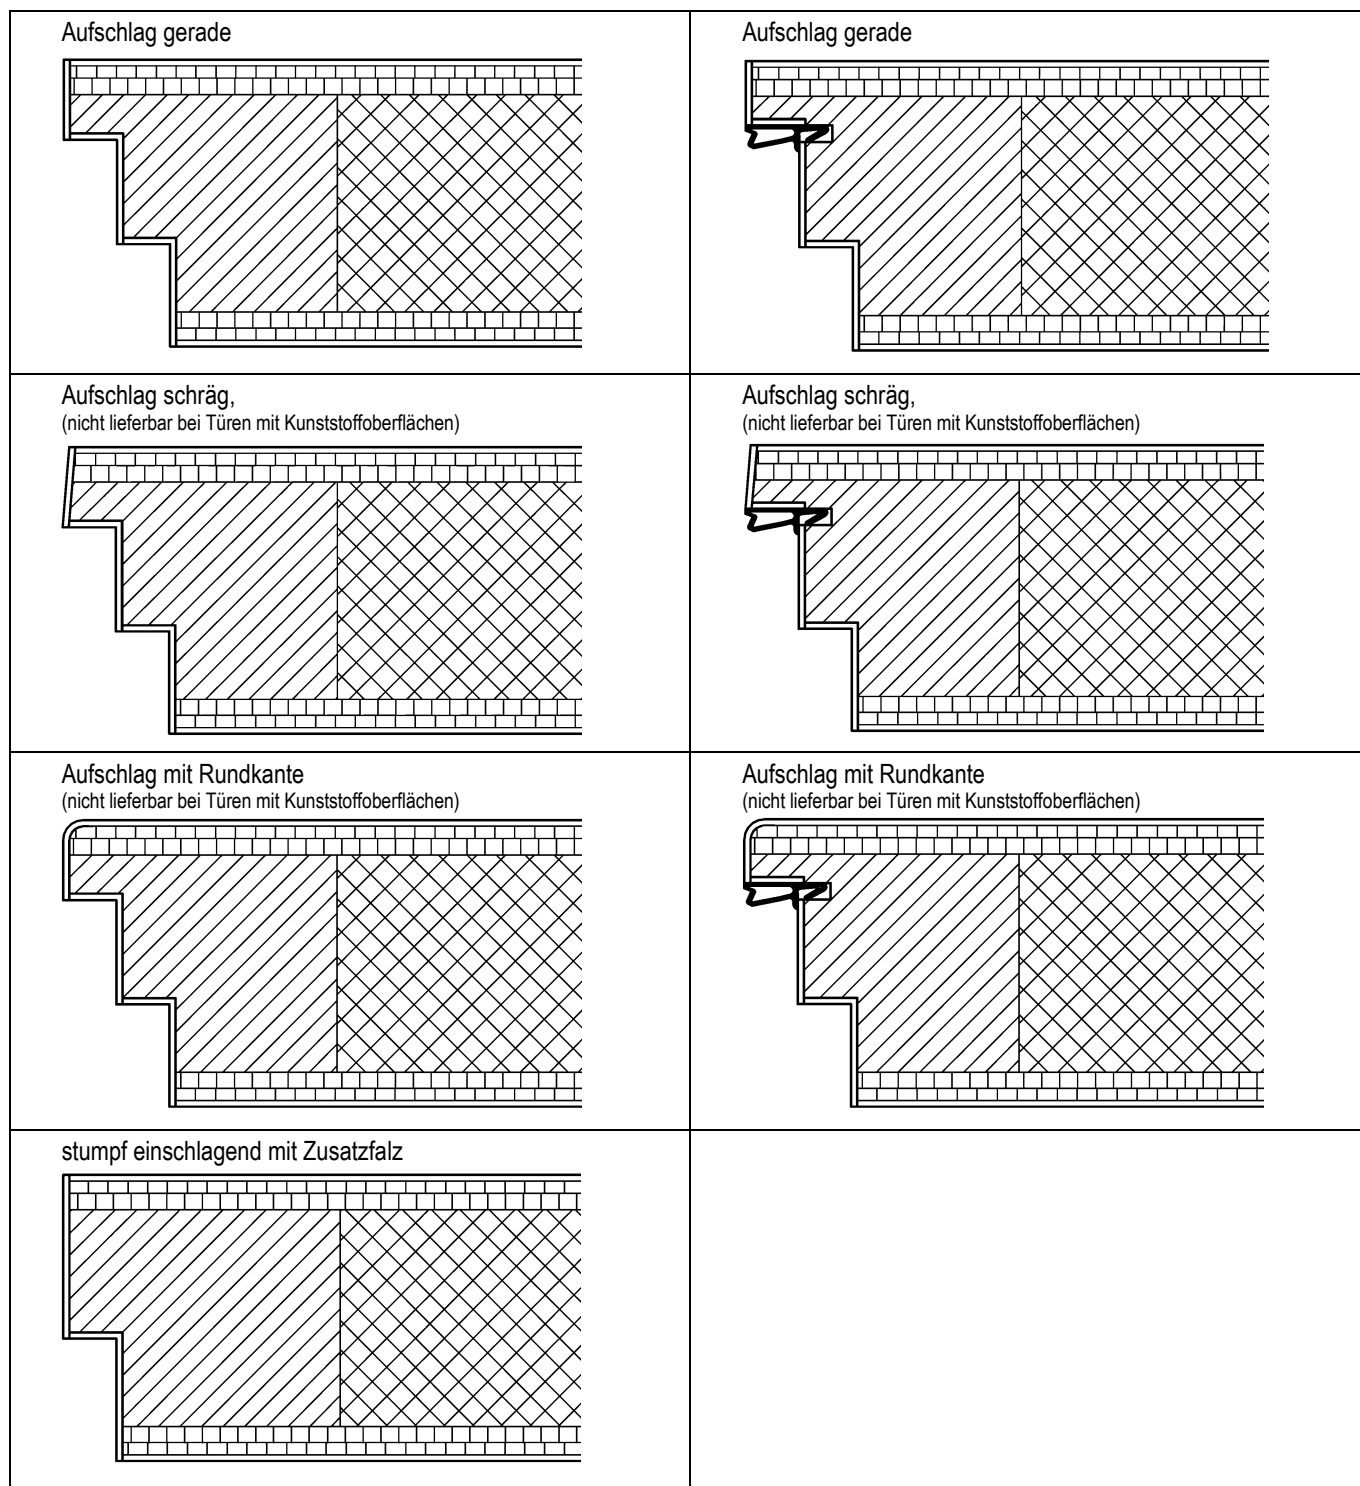 Aufschlag gerade
Aufschlag gerade
Aufschlag schräg,
(nicht lieferbar bei Türen mit Kunststoffoberflächen)
Aufschlag schräg,
(nicht lieferbar bei Türen mit Kunststoffoberflächen)
Aufschlag mit Rundkante
(nicht lieferbar bei Türen mit Kunststoffoberflächen)
Aufschlag mit Rundkante
(nicht lieferbar bei Türen mit Kunststoffoberflächen)
stumpf einschlagend mit Zusatzfalz